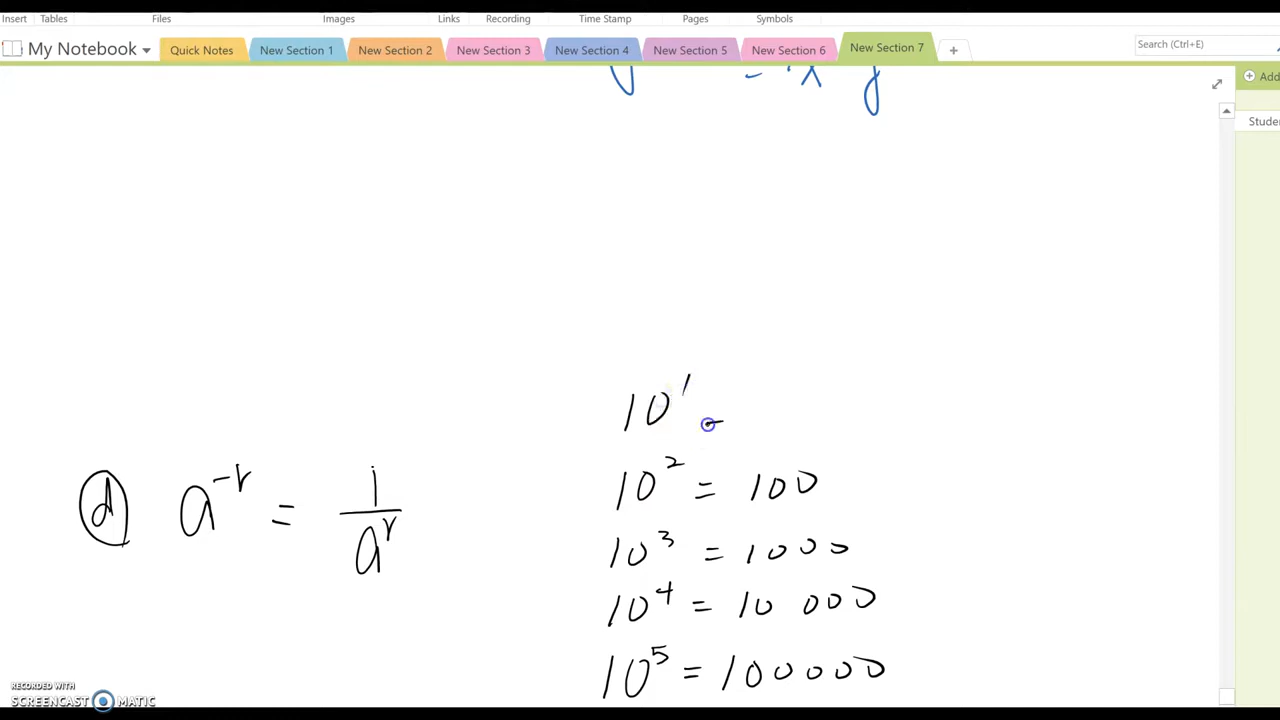 Insert Tables Files Images Links Recording Time Stamp Pages Symbols
My Notebook Quick Notes New Section 1 New Section 2 New Section 3 New Section 4 New Section 5 New Section 6 New Section 7 + Search (Ctrl+E)
Add
Studen
10¹ =
10² = 100
ⓓ a⁻ʳ = 1/aʳ
10³ = 1000
10⁴ = 10 000
10⁵ = 100000
RECORDED WITH
SCREENCAST MATIC